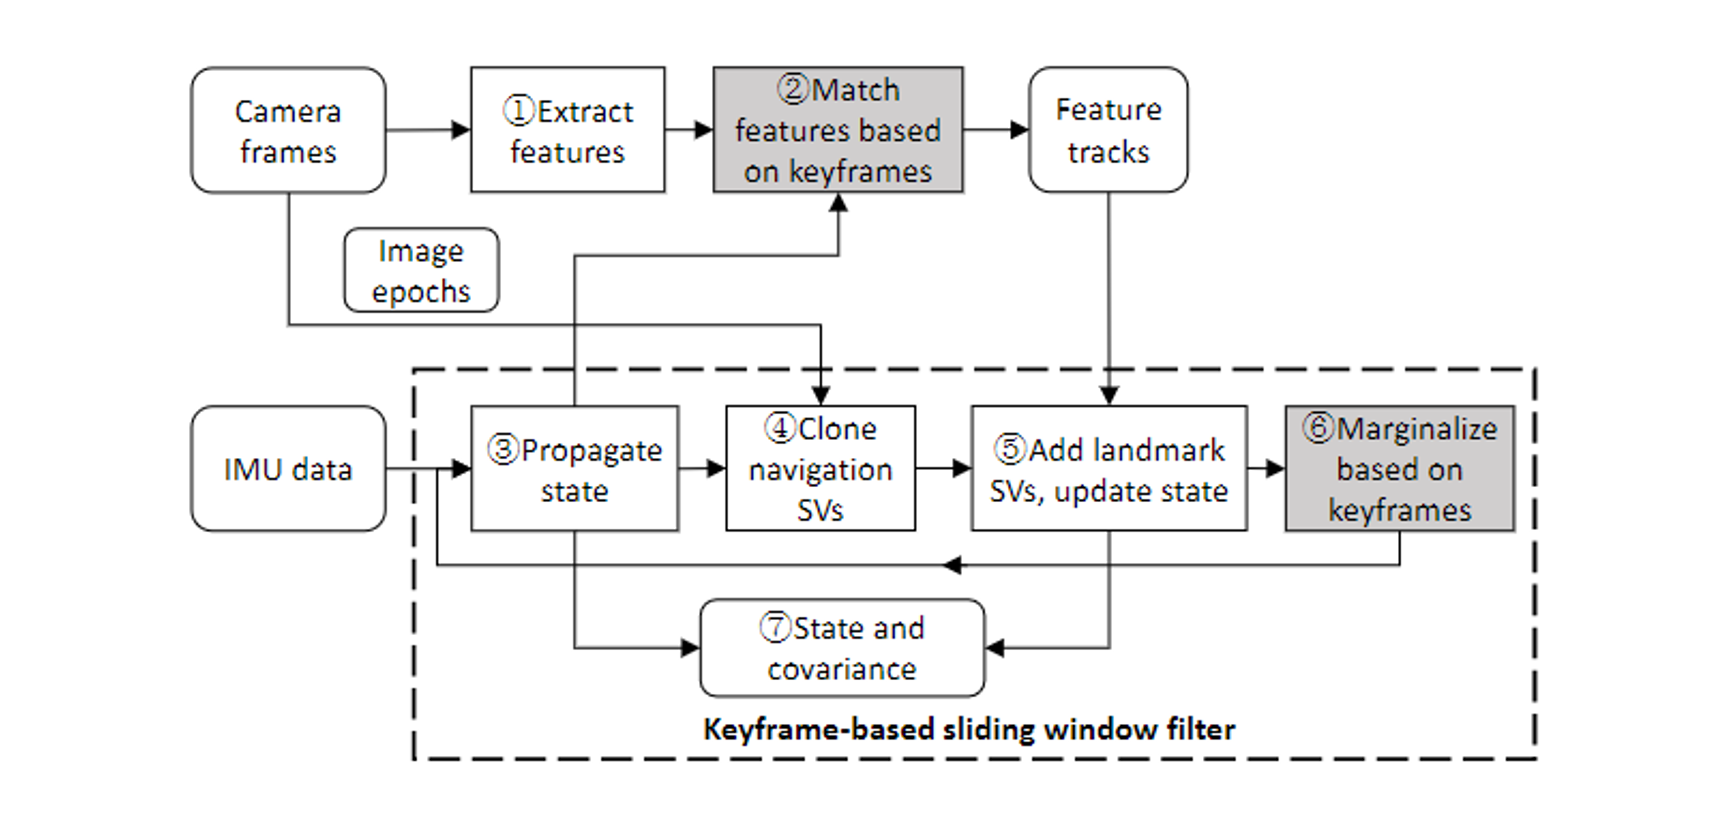 Camera
frames
①Extract
features
②Match
features based
on keyframes
Feature
tracks
Image
epochs
IMU data
③Propagate
state
④Clone
navigation
SVs
⑤Add landmark
SVs, update state
⑥Marginalize
based on
keyframes
⑦State and
covariance
Keyframe-based sliding window filter